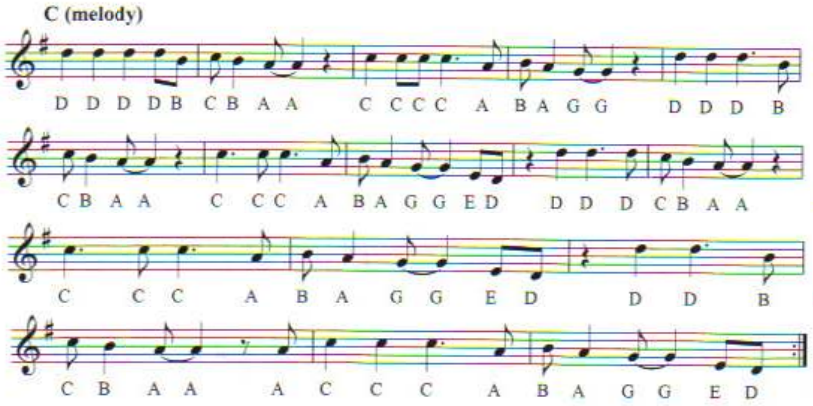 C (melody)
D D D D B C B A A C C C C A B A G G D D D B
C B A A C C C A B A G G E D D D D C B A A
C C C A B A G G E D D D B
C B A A A C C C A B A G G E D